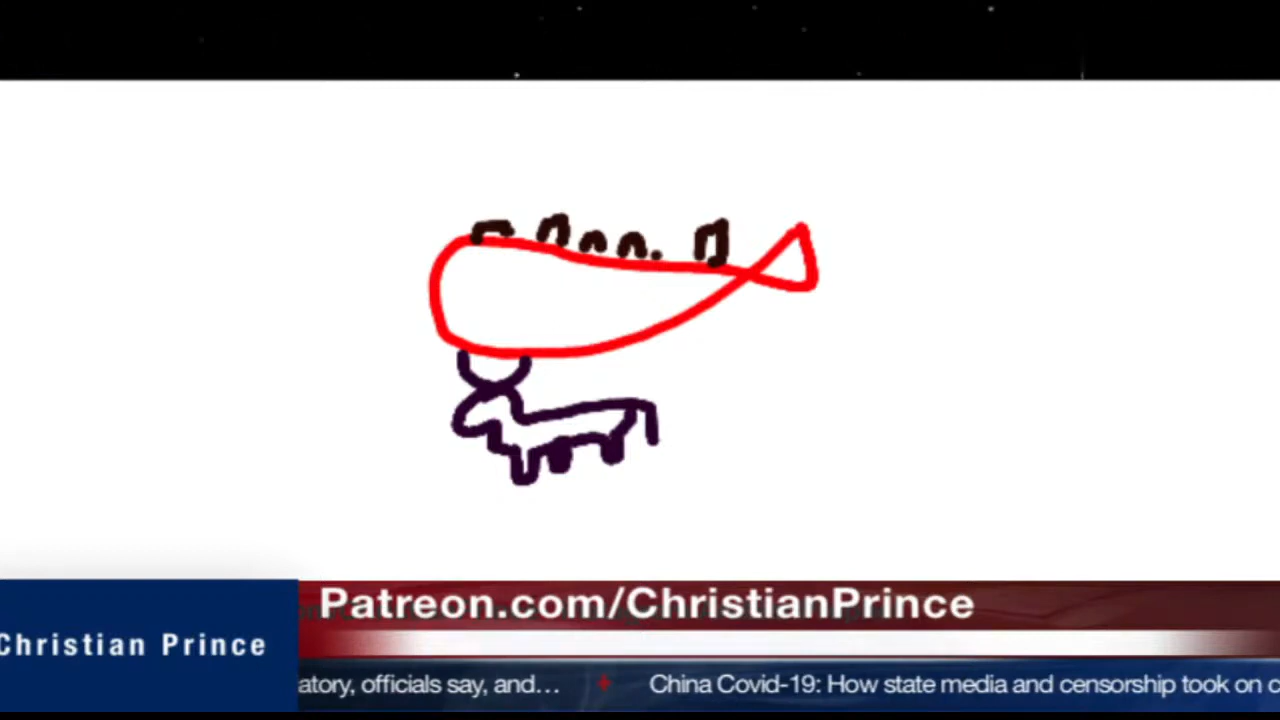 Patreon.com/ChristianPrince
Christian Prince
atory, officials say, and...
China Covid-19: How state media and censorship took on c